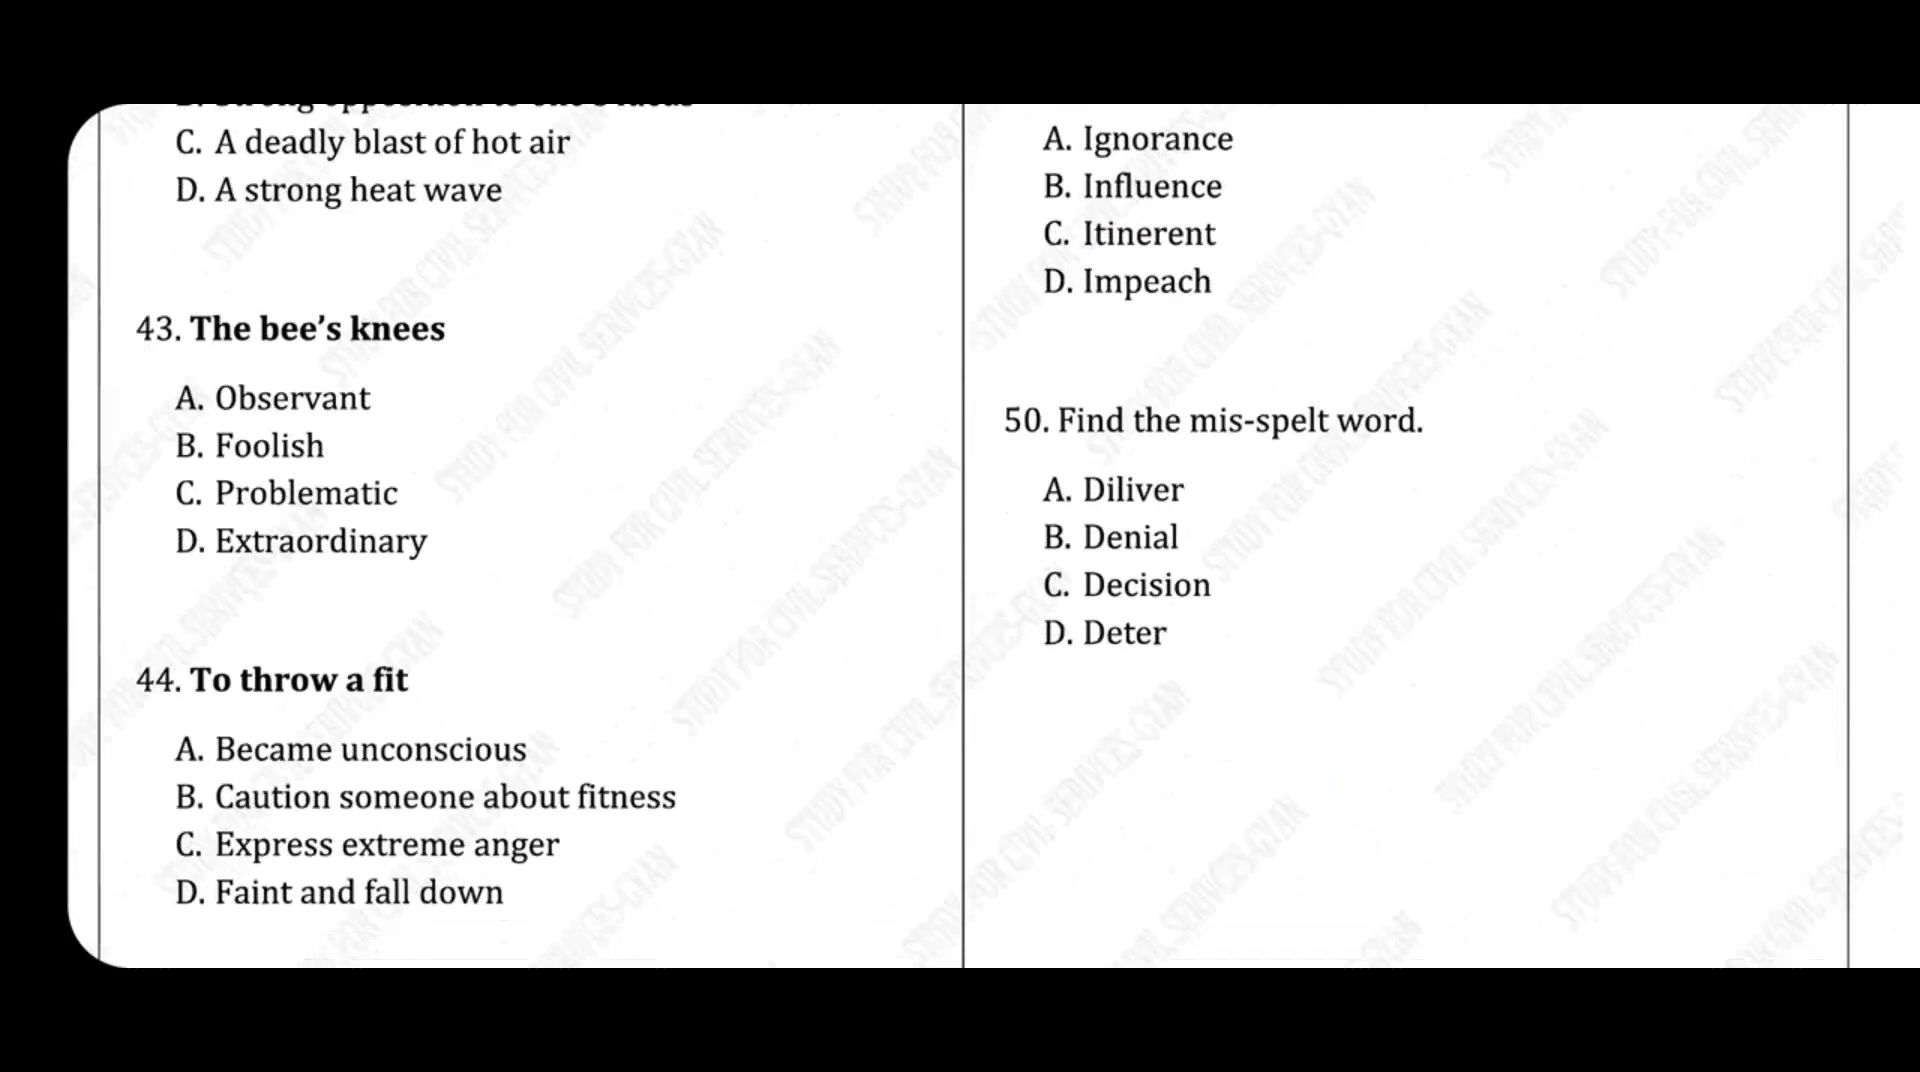 C. A deadly blast of hot air
D. A strong heat wave
43. The bee's knees
A. Observant
B. Foolish
C. Problematic
D. Extraordinary
44. To throw a fit
A. Became unconscious
B. Caution someone about fitness
C. Express extreme anger
D. Faint and fall down
A. Ignorance
B. Influence
C. Itinerent
D. Impeach
50. Find the mis-spelt word.
A. Diliver
B. Denial
C. Decision
D. Deter